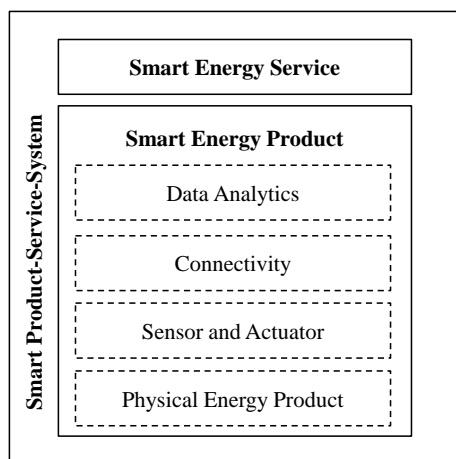 Smart Product-Service-System
Smart Energy Service
Smart Energy Product
Data Analytics
Connectivity
Sensor and Actuator
Physical Energy Product